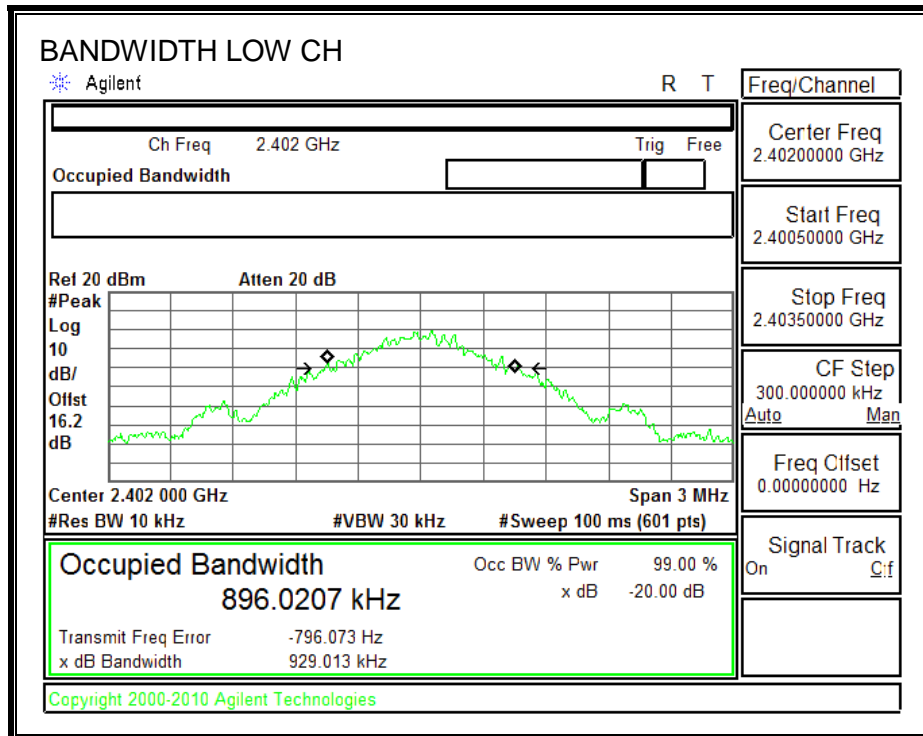 BANDWIDTH LOW CH
Agilent R T
Ch Freq 2.402 GHz Trig Free
Occupied Bandwidth
Ref 20 dBm Atten 20 dB
#Peak
Log
10
dB/
Offst
16.2
dB
Center 2.402 000 GHz Span 3 MHz
#Res BW 10 kHz #VBW 30 kHz #Sweep 100 ms (601 pts)
Occupied Bandwidth Occ BW % Pwr 99.00 %
896.0207 kHz x dB -20.00 dB
Transmit Freq Error -796.073 Hz
x dB Bandwidth 929.013 kHz
Copyright 2000-2010 Agilent Technologies
Freq/Channel
Center Freq
2.40200000 GHz
Start Freq
2.40050000 GHz
Stop Freq
2.40350000 GHz
CF Step
300.000000 kHz
Auto Man
Freq Offset
0.00000000 Hz
Signal Track
On Off